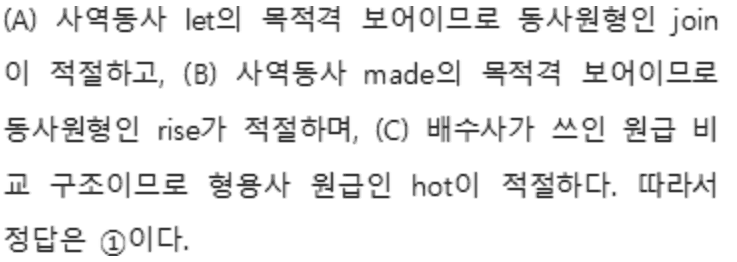 (A) 사역동사 let의 목적격 보어이므로 동사원형인 join
이 적절하고, (B) 사역동사 made의 목적격 보어이므로
동사원형인 rise가 적절하며, (C) 배수사가 쓰인 원급 비
교 구조이므로 형용사 원급인 hot이 적절하다. 따라서
정답은 ①이다.